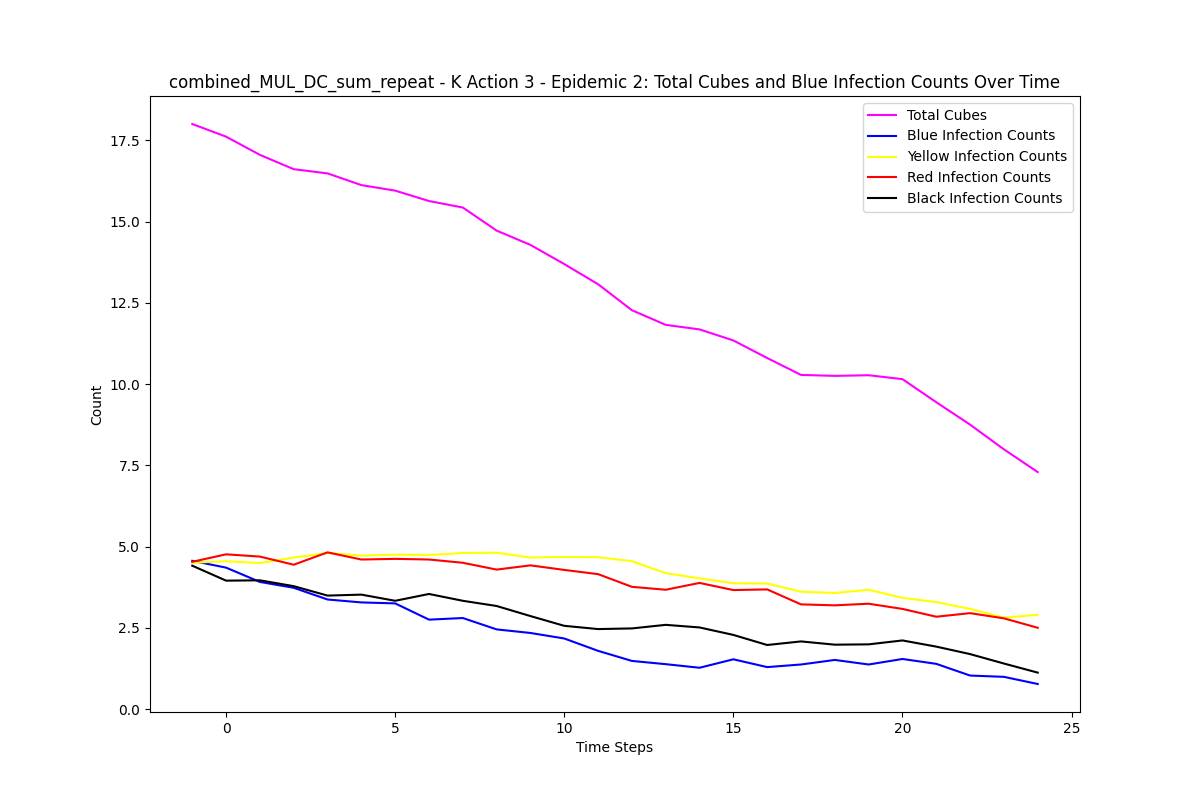 combined_MUL_DC_sum_repeat - K Action 3 - Epidemic 2: Total Cubes and Blue Infection Counts Over Time
Total Cubes
Blue Infection Counts
Yellow Infection Counts
Red Infection Counts
Black Infection Counts
17.5
15.0
12.5
10.0
7.5
5.0
2.5
0.0
Count
0
5
10
15
20
25
Time Steps